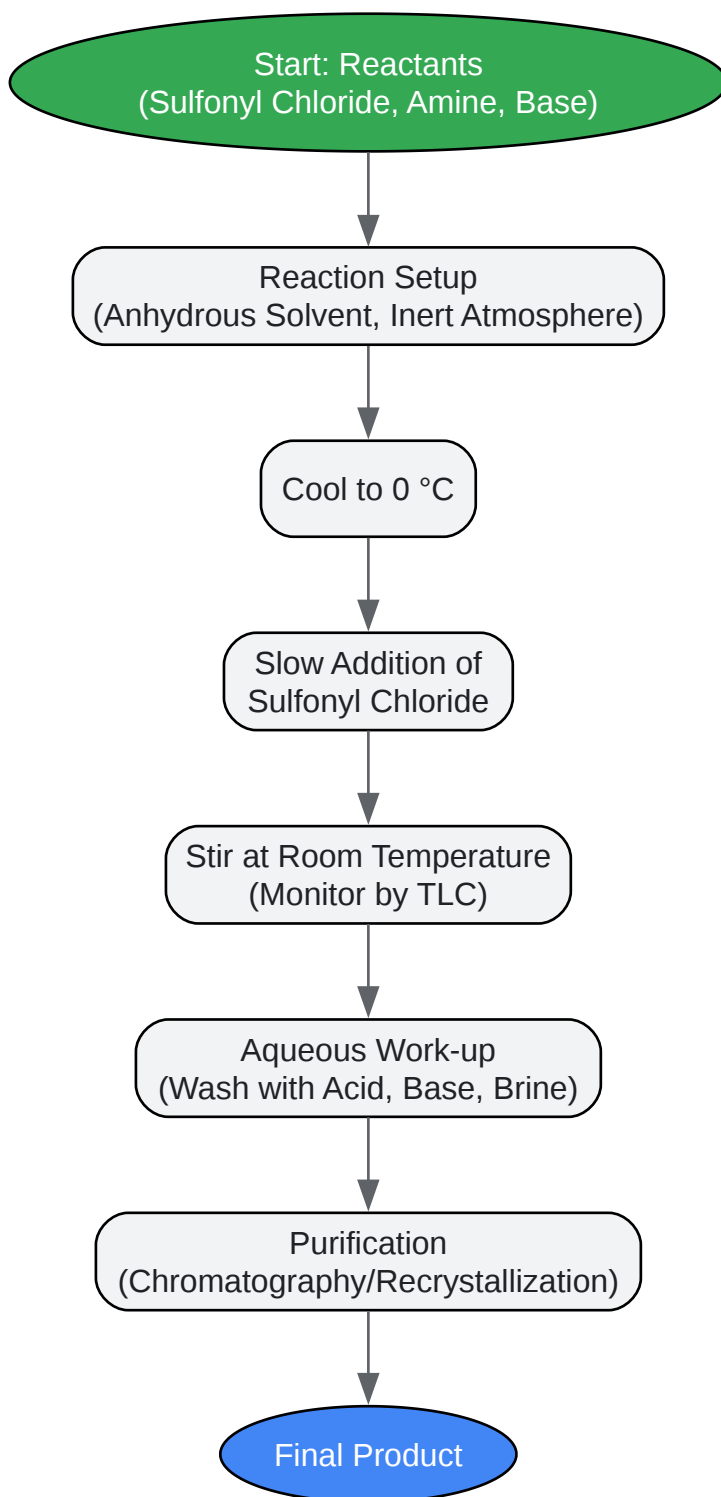 Start: Reactants
(Sulfonyl Chloride, Amine, Base)
Reaction Setup
(Anhydrous Solvent, Inert Atmosphere)
Cool to 0 °C
Slow Addition of
Sulfonyl Chloride
Stir at Room Temperature
(Monitor by TLC)
Aqueous Work-up
(Wash with Acid, Base, Brine)
Purification
(Chromatography/Recrystallization)
Final Product